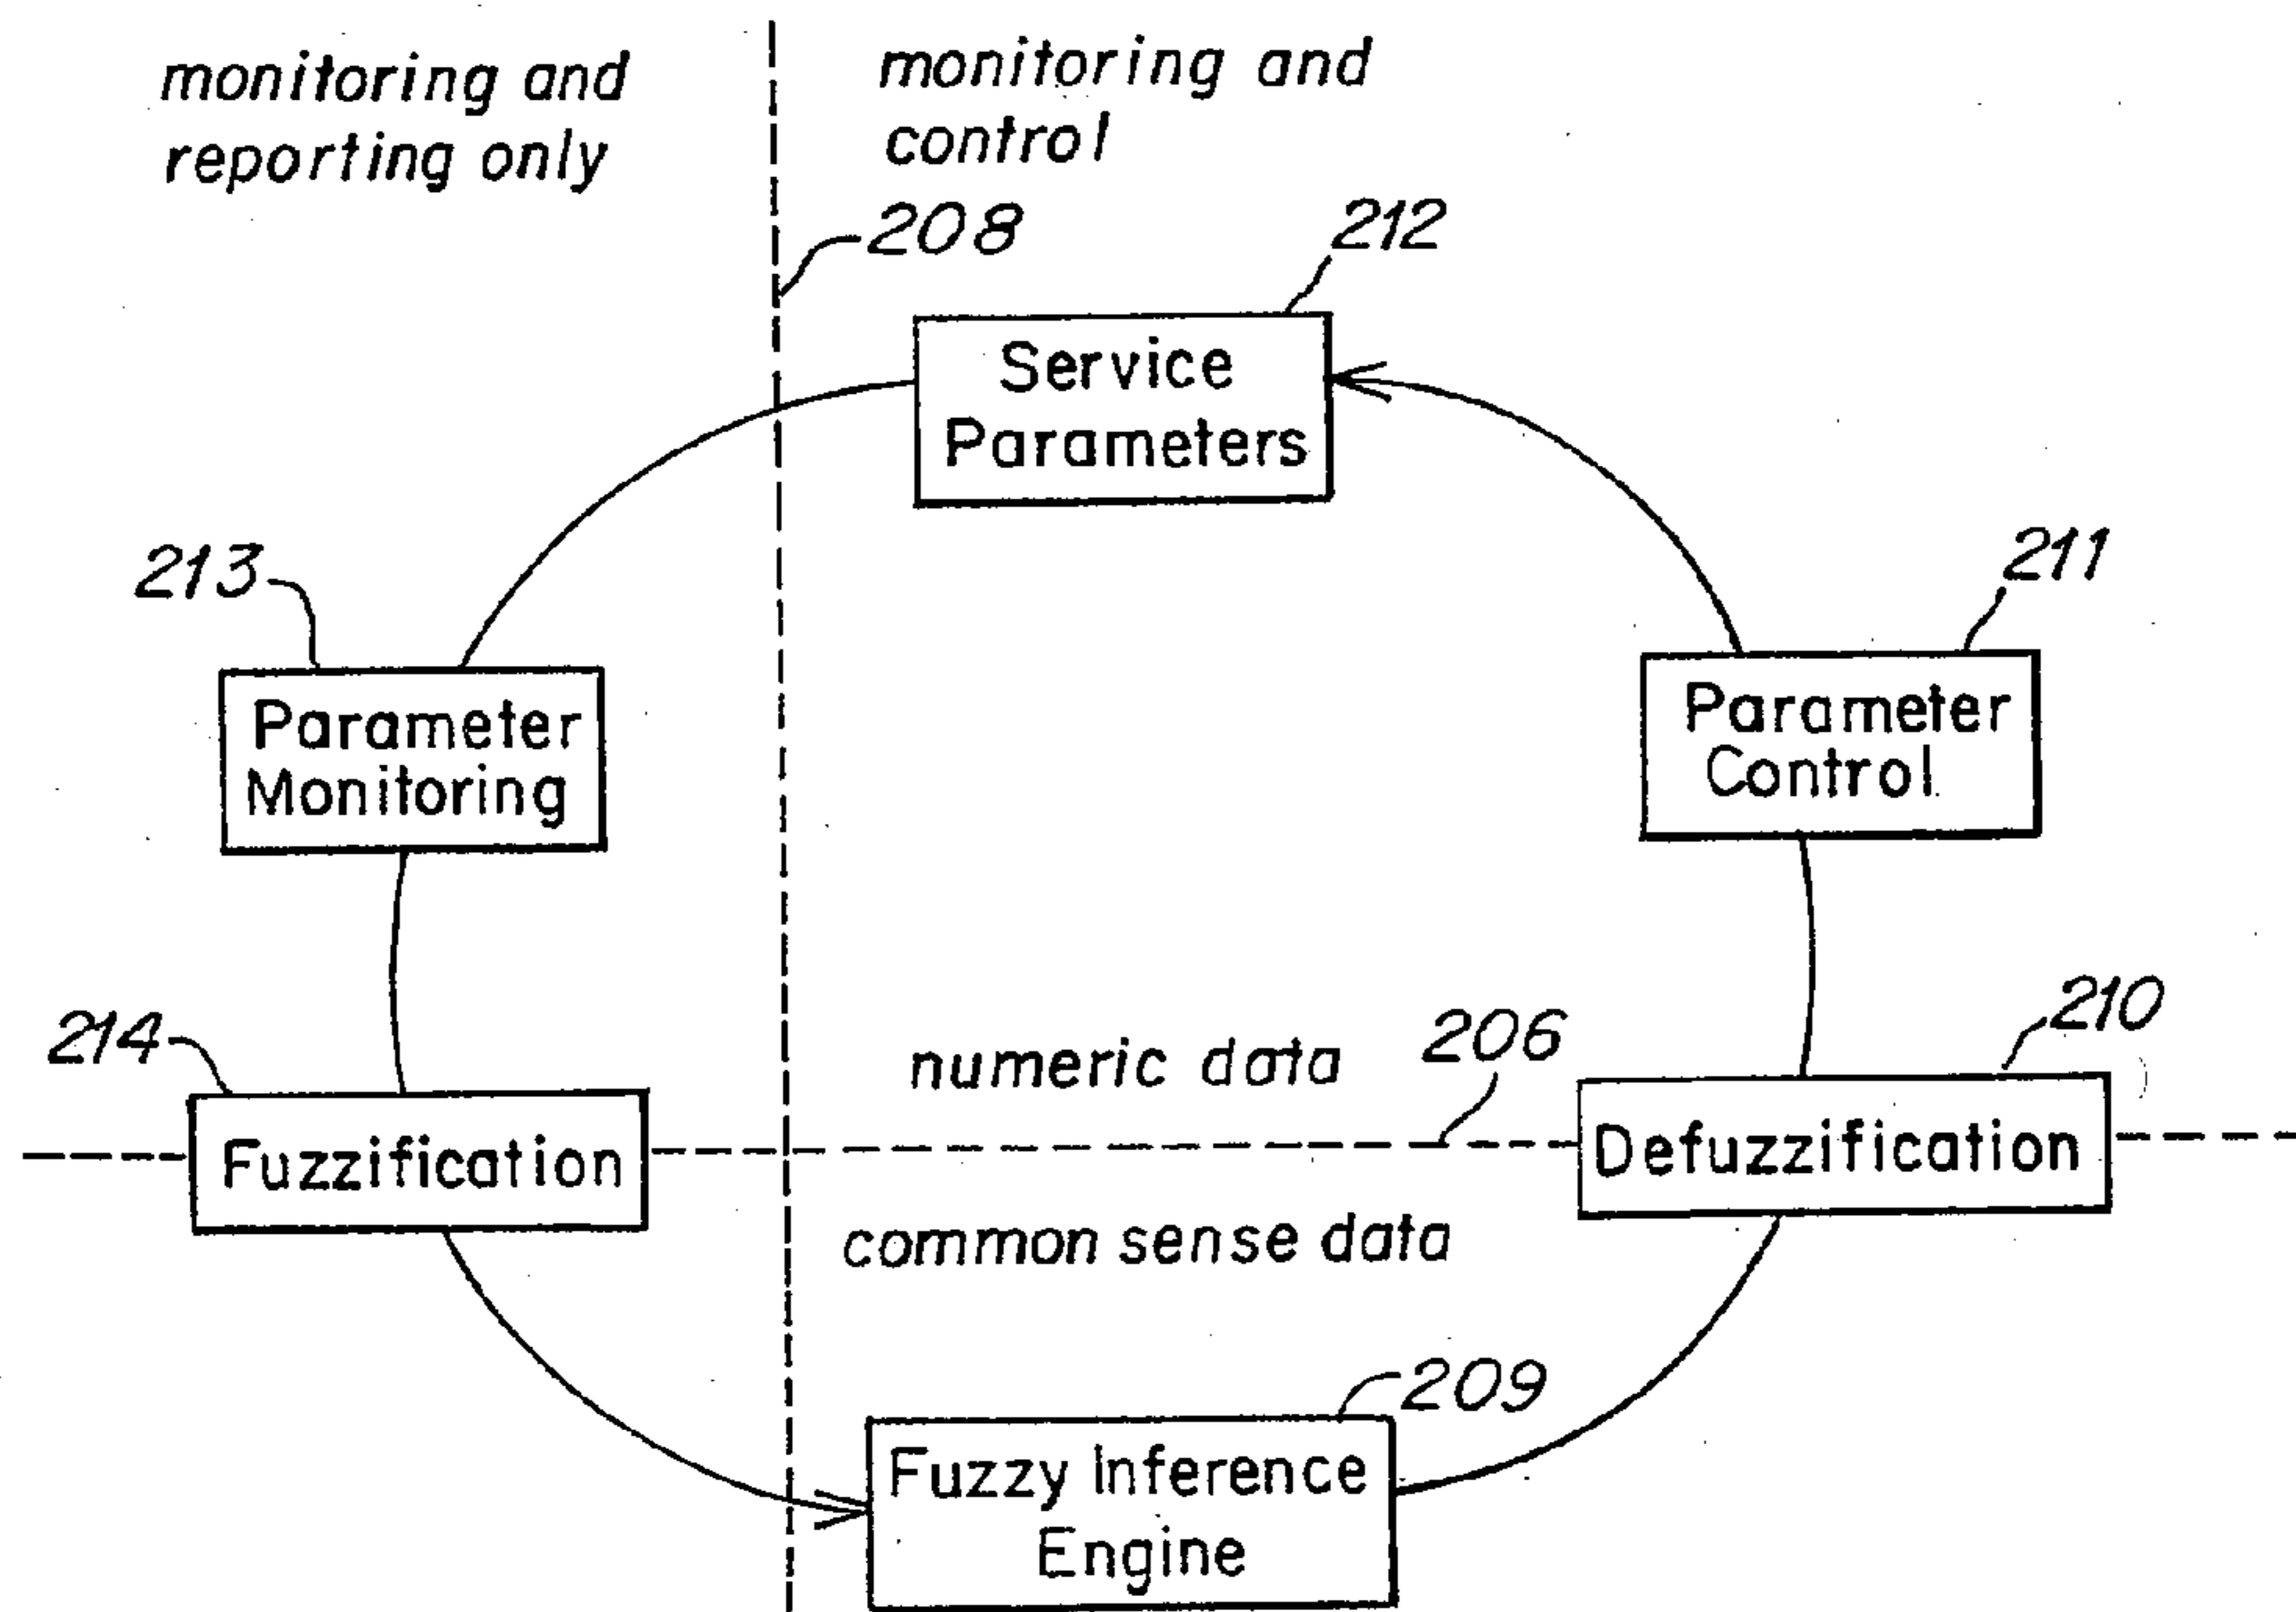 monitoring and
reporting only
monitoring and
control
208
212
Service
Parameters
213
211
Parameter
Monitoring
Parameter
Control
214
numeric data
206
210
Fuzzification
Defuzzification
common sense data
209
Fuzzy Inference
Engine